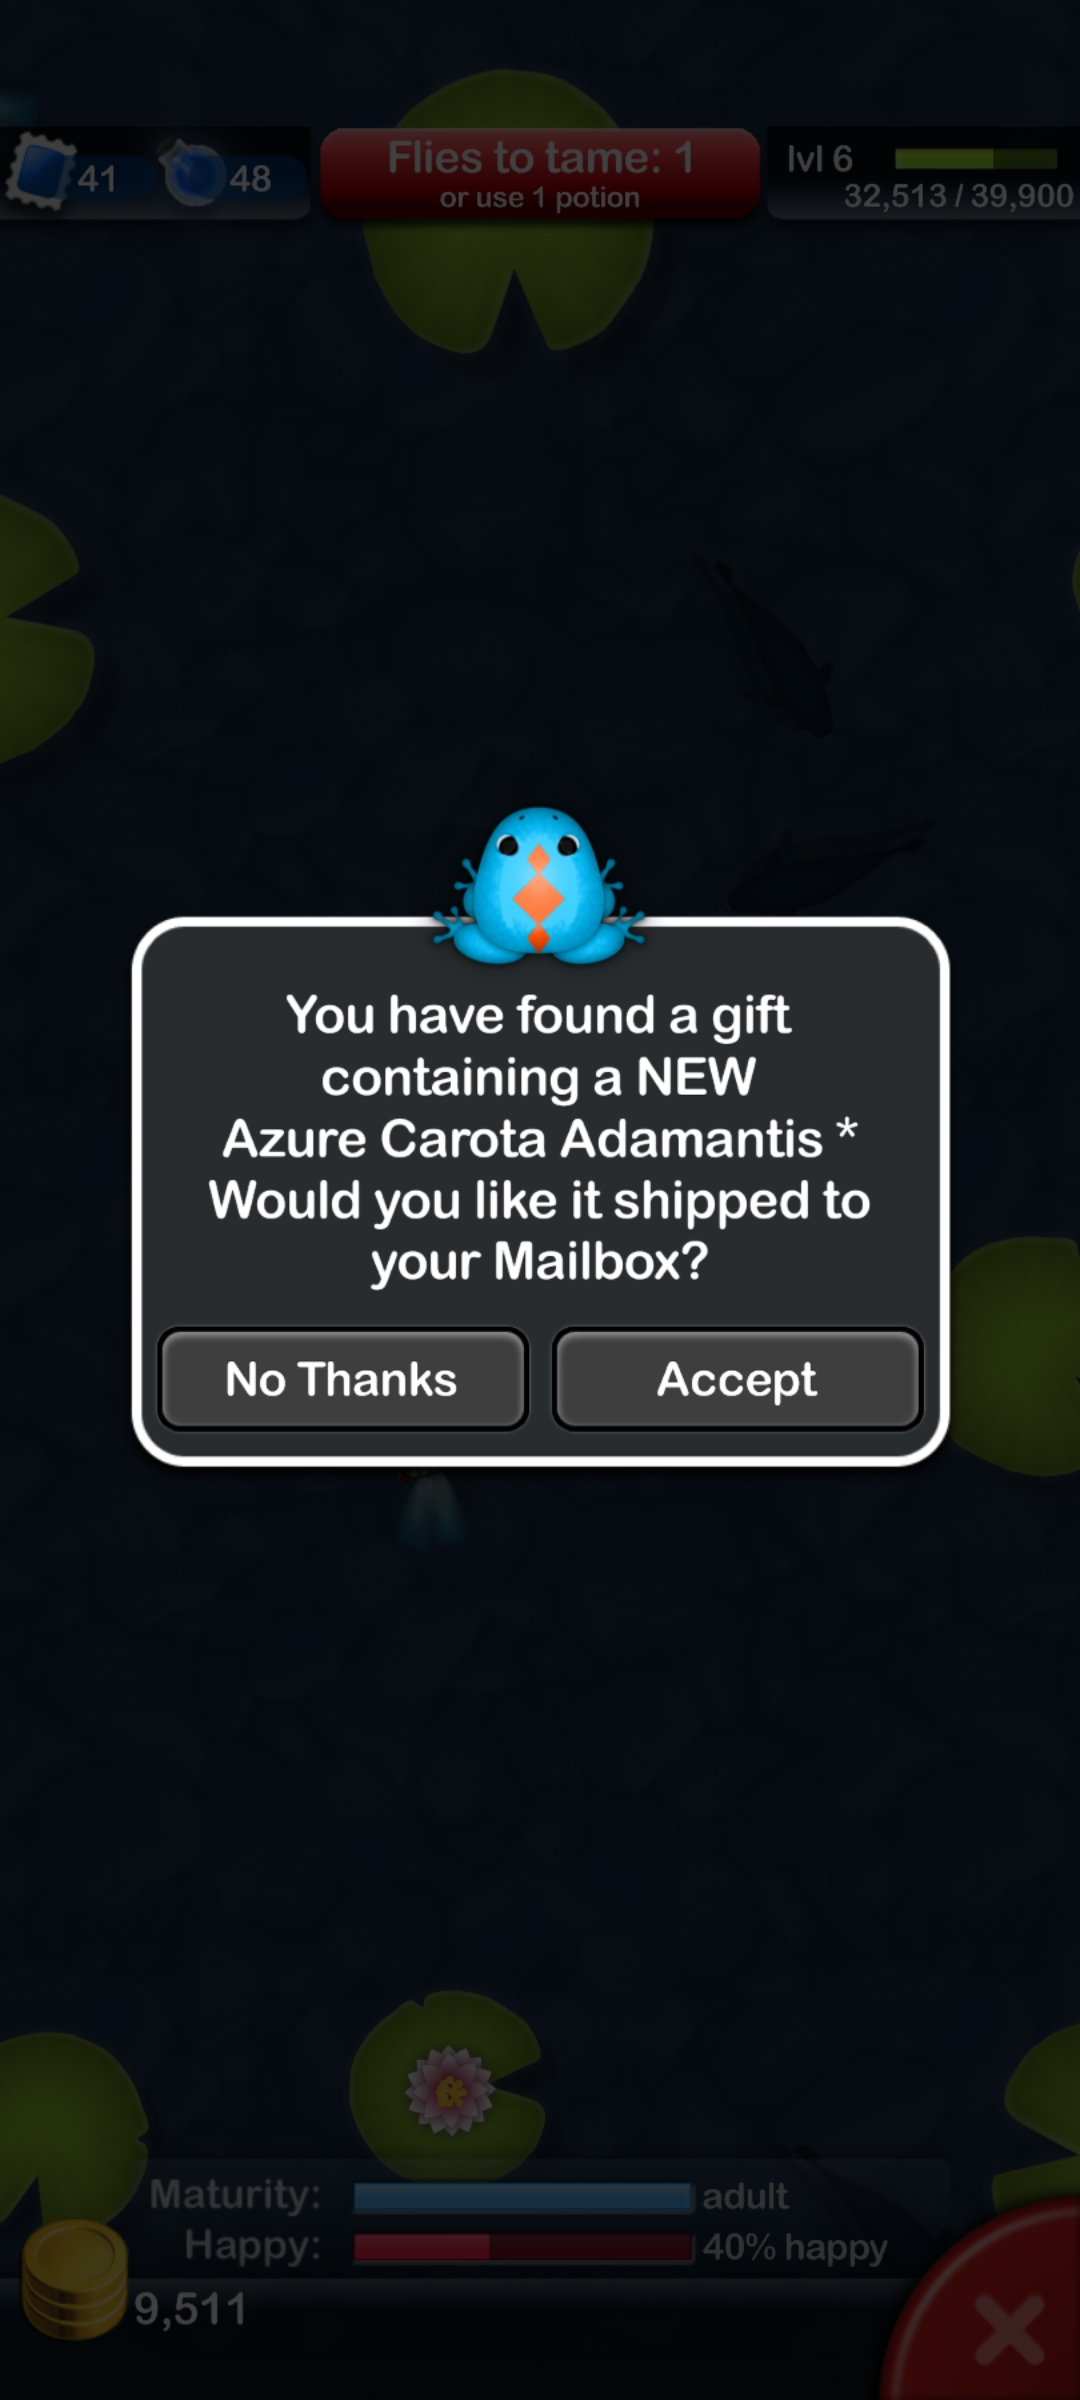 41
48
Flies to tame: 1
or use 1 potion
lvl 6
32,513 / 39,900
You have found a gift
containing a NEW
Azure Carota Adamantis *
Would you like it shipped to
your Mailbox?
No Thanks
Accept
Maturity:
adult
Happy:
40% happy
9,511